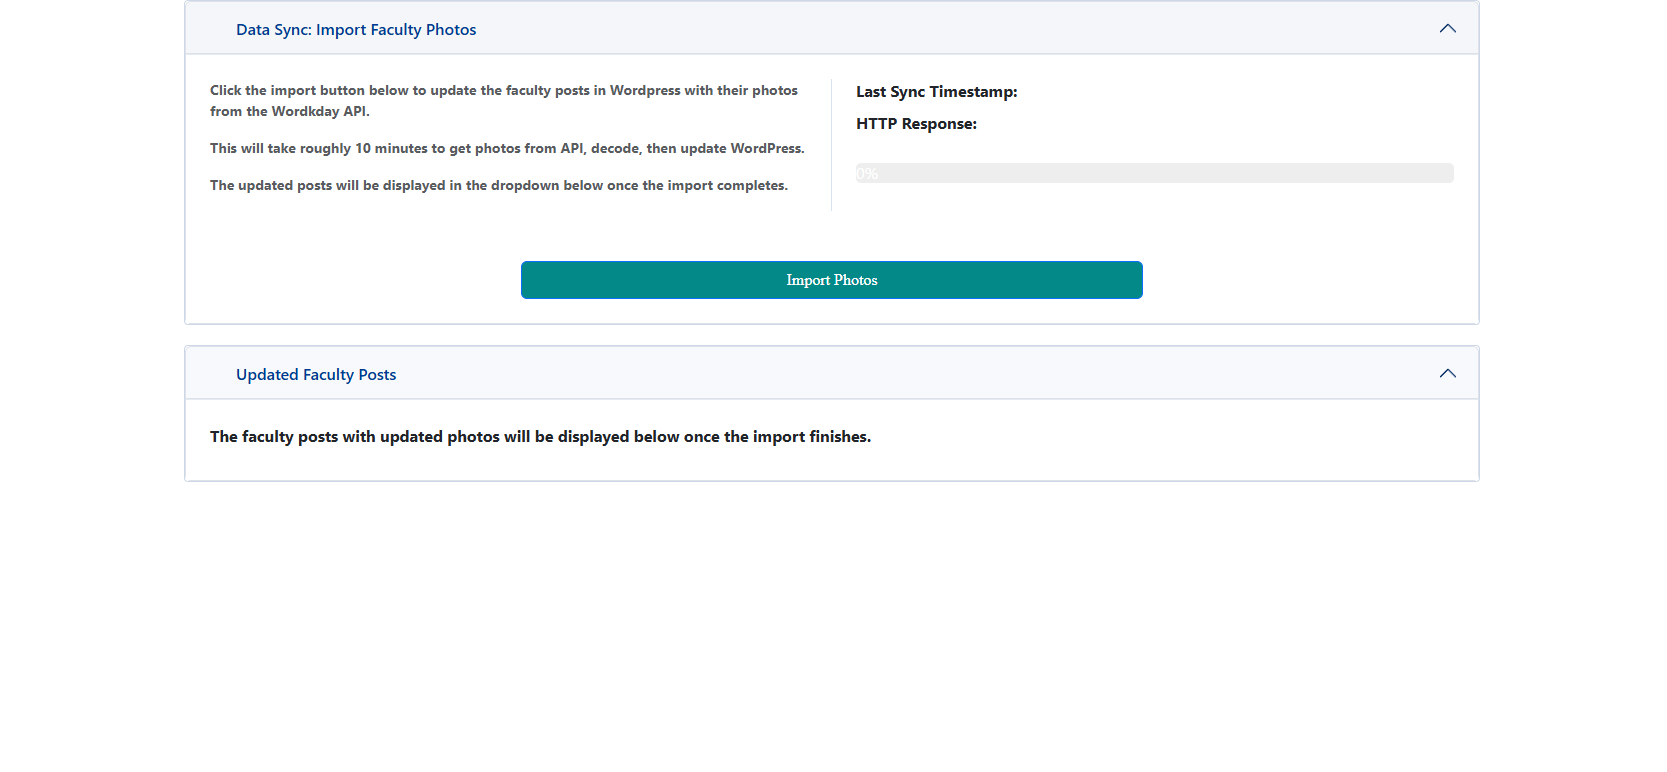 Data Sync: Import Faculty Photos
Click the import button below to update the faculty posts in Wordpress with their photos
from the Wordkday API.
This will take roughly 10 minutes to get photos from API, decode, then update WordPress.
The updated posts will be displayed in the dropdown below once the import completes.
Last Sync Timestamp:
HTTP Response:
0%
Import Photos
Updated Faculty Posts
The faculty posts with updated photos will be displayed below once the import finishes.